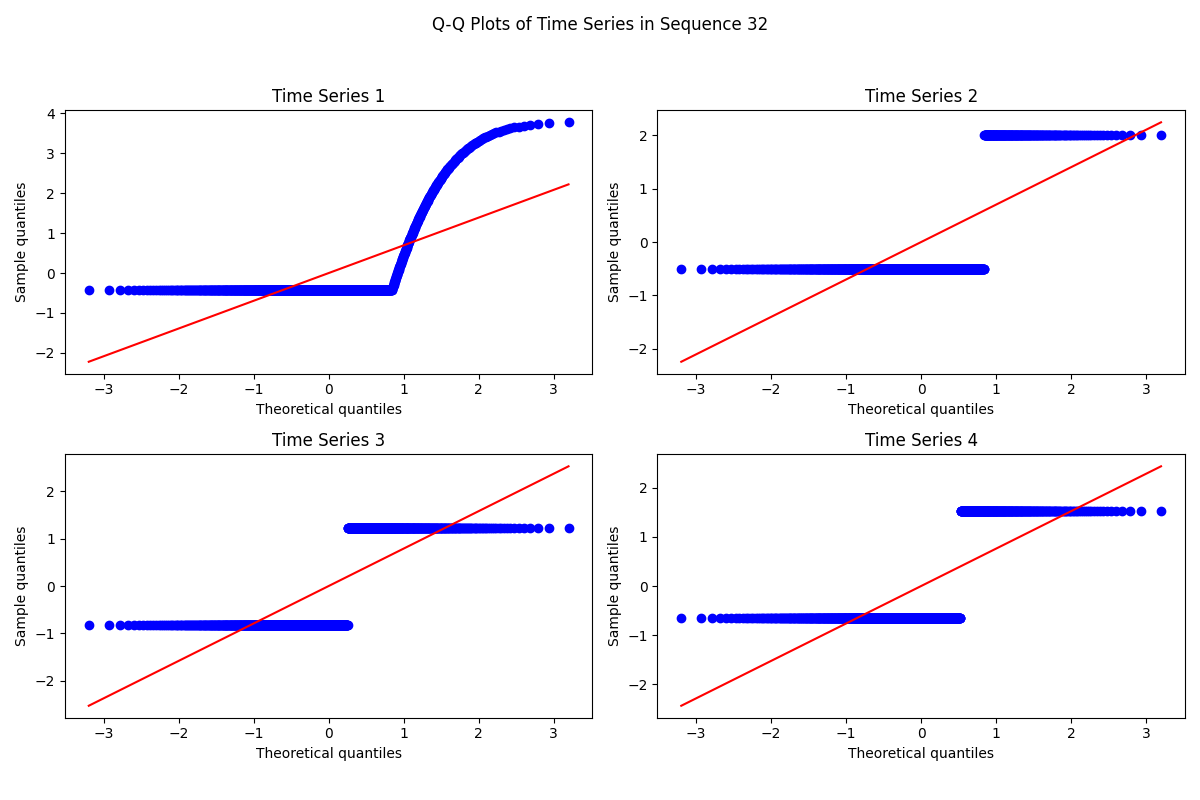 Q-Q Plots of Time Series in Sequence 32
Time Series 1
Sample quantiles
4
3
2
1
0
−1
−2
−3 −2 −1 0 1 2 3
Theoretical quantiles
Time Series 2
Sample quantiles
2
1
0
−1
−2
−3 −2 −1 0 1 2 3
Theoretical quantiles
Time Series 3
Sample quantiles
2
1
0
−1
−2
−3 −2 −1 0 1 2 3
Theoretical quantiles
Time Series 4
Sample quantiles
2
1
0
−1
−2
−3 −2 −1 0 1 2 3
Theoretical quantiles